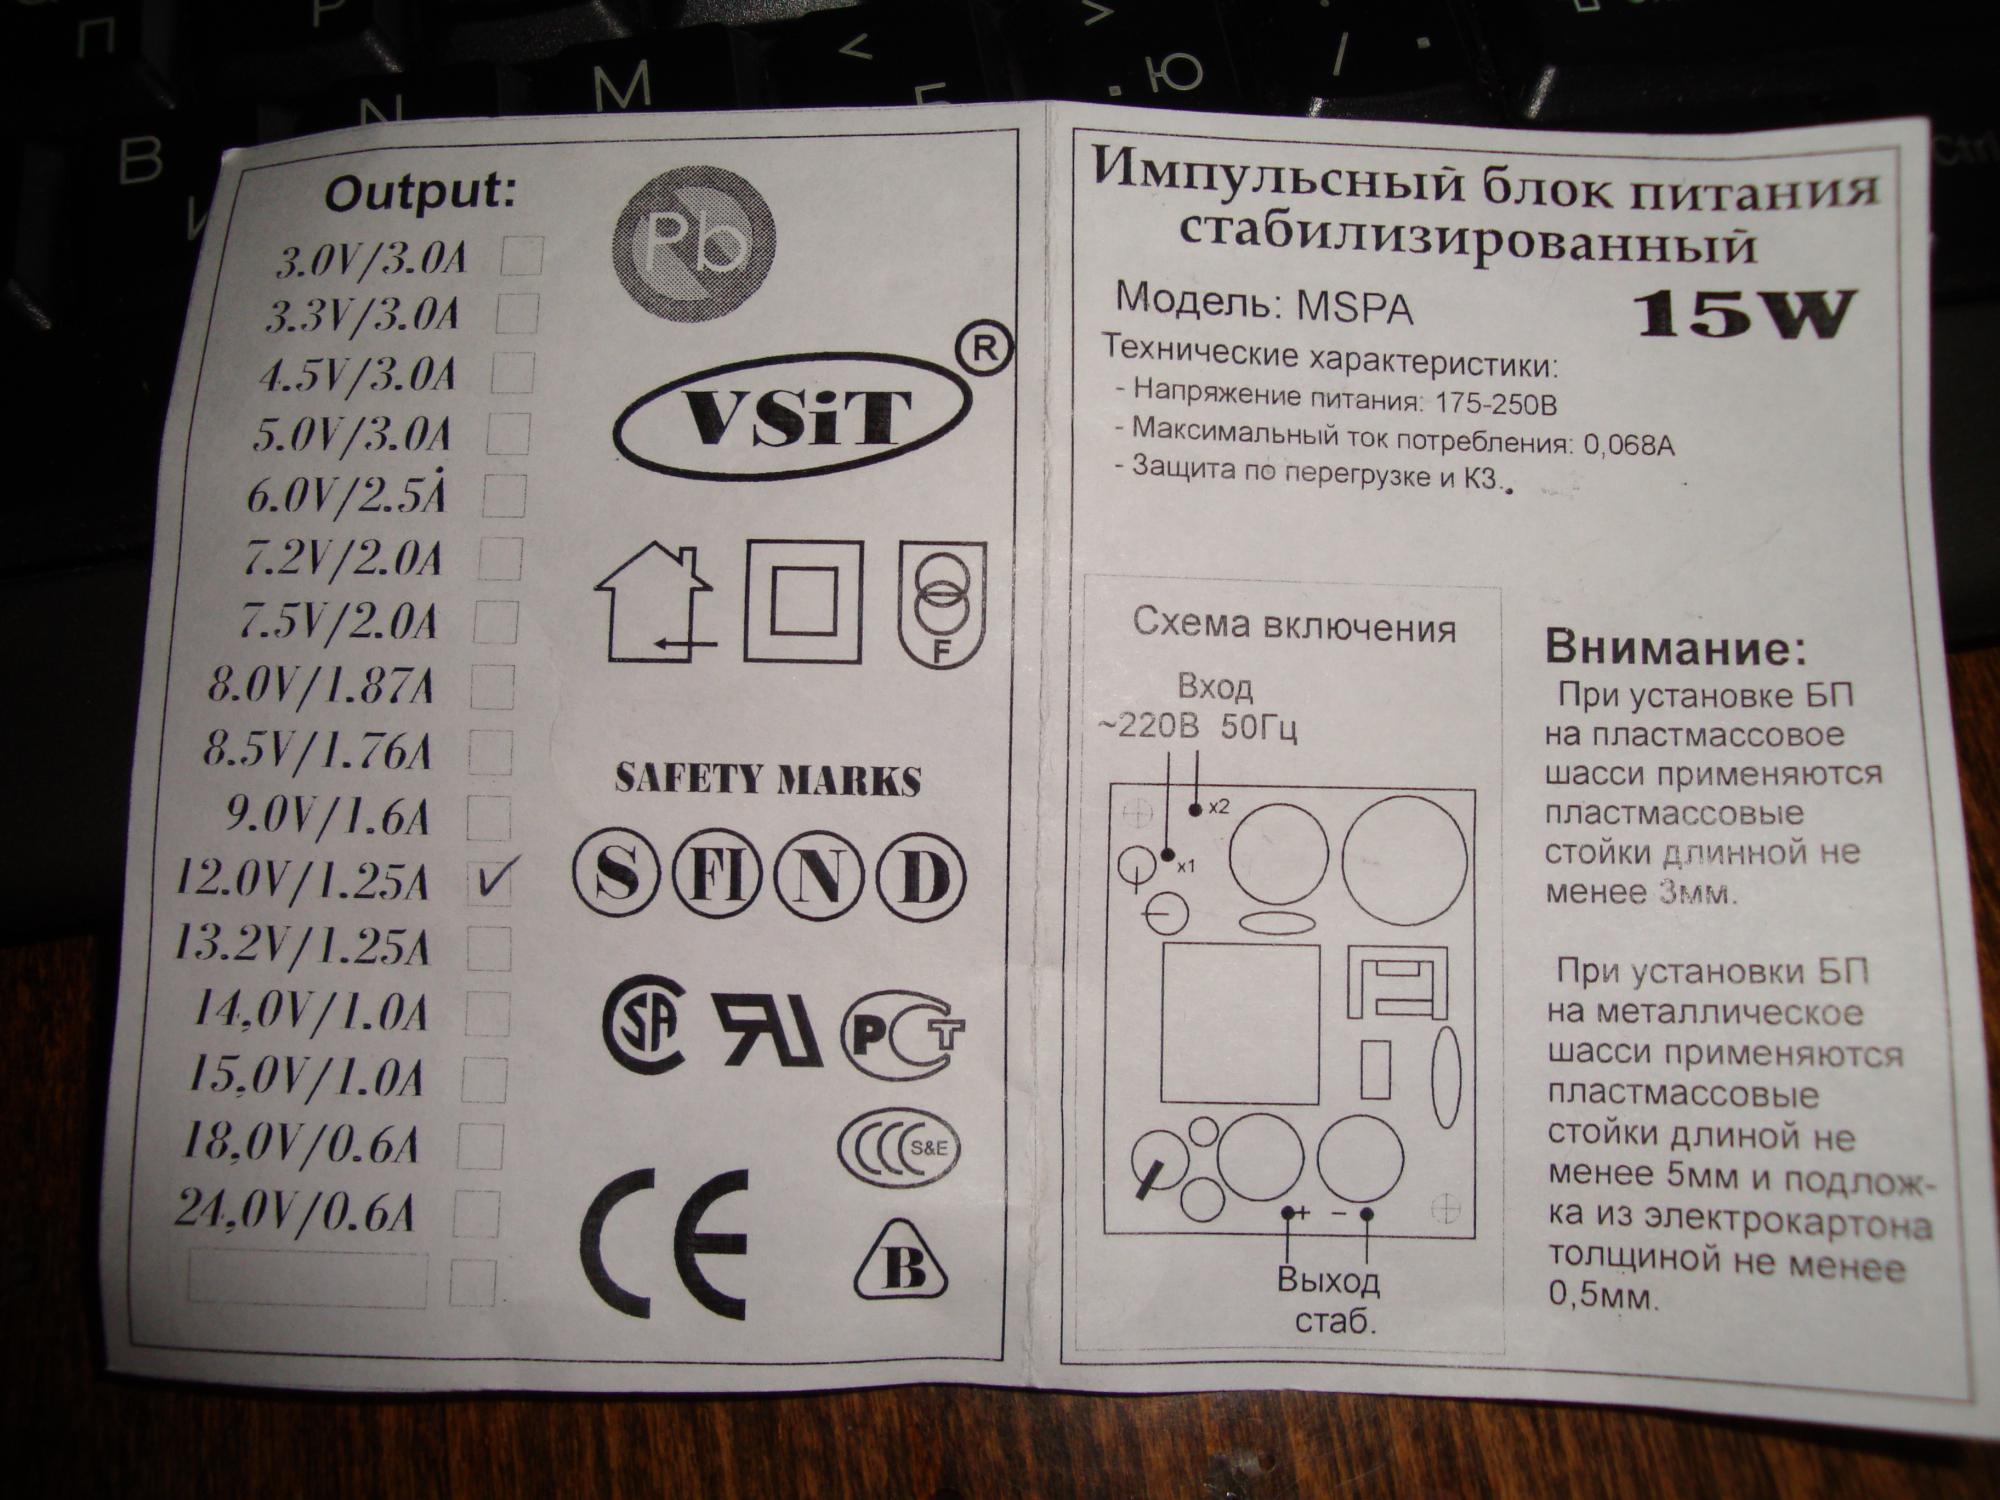 П
Р
М
<
Б
>
.Ю
/
.
В
И
N
Ctrl
Output:
3.0V/3.0A
3.3V/3.0A
4.5V/3.0A
5.0V/3.0A
6.0V/2.5A
7.2V/2.0A
7.5V/2.0A
8.0V/1.87A
8.5V/1.76A
9.0V/1.6A
12.0V/1.25A ✓
13.2V/1.25A
14,0V/1.0A
15,0V/1.0A
18,0V/0.6A
24,0V/0.6A
Pb
VSiT ®
F
SAFETY MARKS
S FI N D
SA
PCT
S&E
CE
B
Импульсный блок питания
стабилизированный
Модель: MSPA 15W
Технические характеристики:
- Напряжение питания: 175-250В
- Максимальный ток потребления: 0,068А
- Защита по перегрузке и КЗ.
Схема включения
Вход
~220В 50Гц
x2
x1
+ −
Выход
стаб.
Внимание:
При установке БП
на пластмассовое
шасси применяются
пластмассовые
стойки длинной не
менее 3мм.
При установки БП
на металлическое
шасси применяются
пластмассовые
стойки длиной не
менее 5мм и подлож-
ка из электрокартона
толщиной не менее
0,5мм.